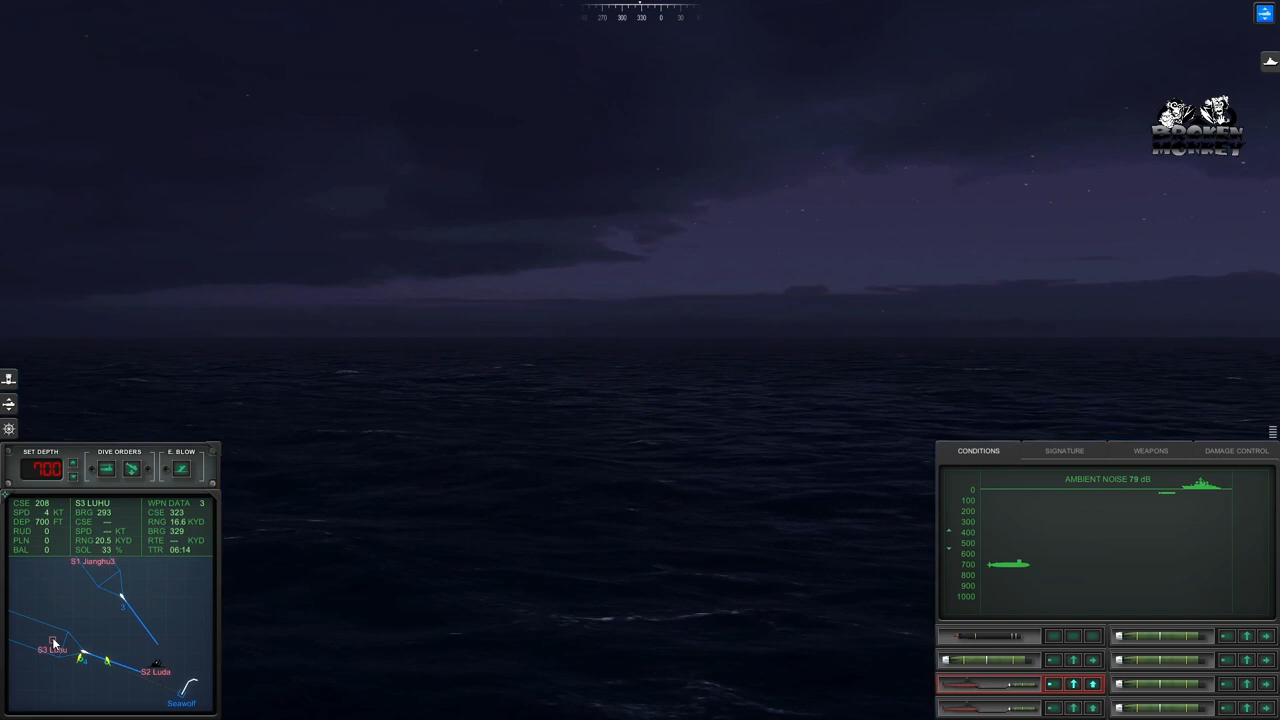 270 300 330 0 30
BROKEN
MONKEY
SET DEPTH
DIVE ORDERS
E. BLOW
700
CSE 208
SPD 4 KT
DEP 700 FT
RUD 0
PLN 0
BAL 0
S3 LUHU
BRG 293
CSE ---
SPD --- KT
RNG 20.5 KYD
SOL 33 %
WPN DATA 3
CSE 323
RNG 16.6 KYD
BRG 329
RTE --- KYD
TTR 06:14
S1 Jianghu3
3
S3 Luhu
4
S2 Luda
Seawolf
CONDITIONS
SIGNATURE
WEAPONS
DAMAGE CONTROL
AMBIENT NOISE 79 dB
0
100
200
300
400
500
600
700
800
900
1000